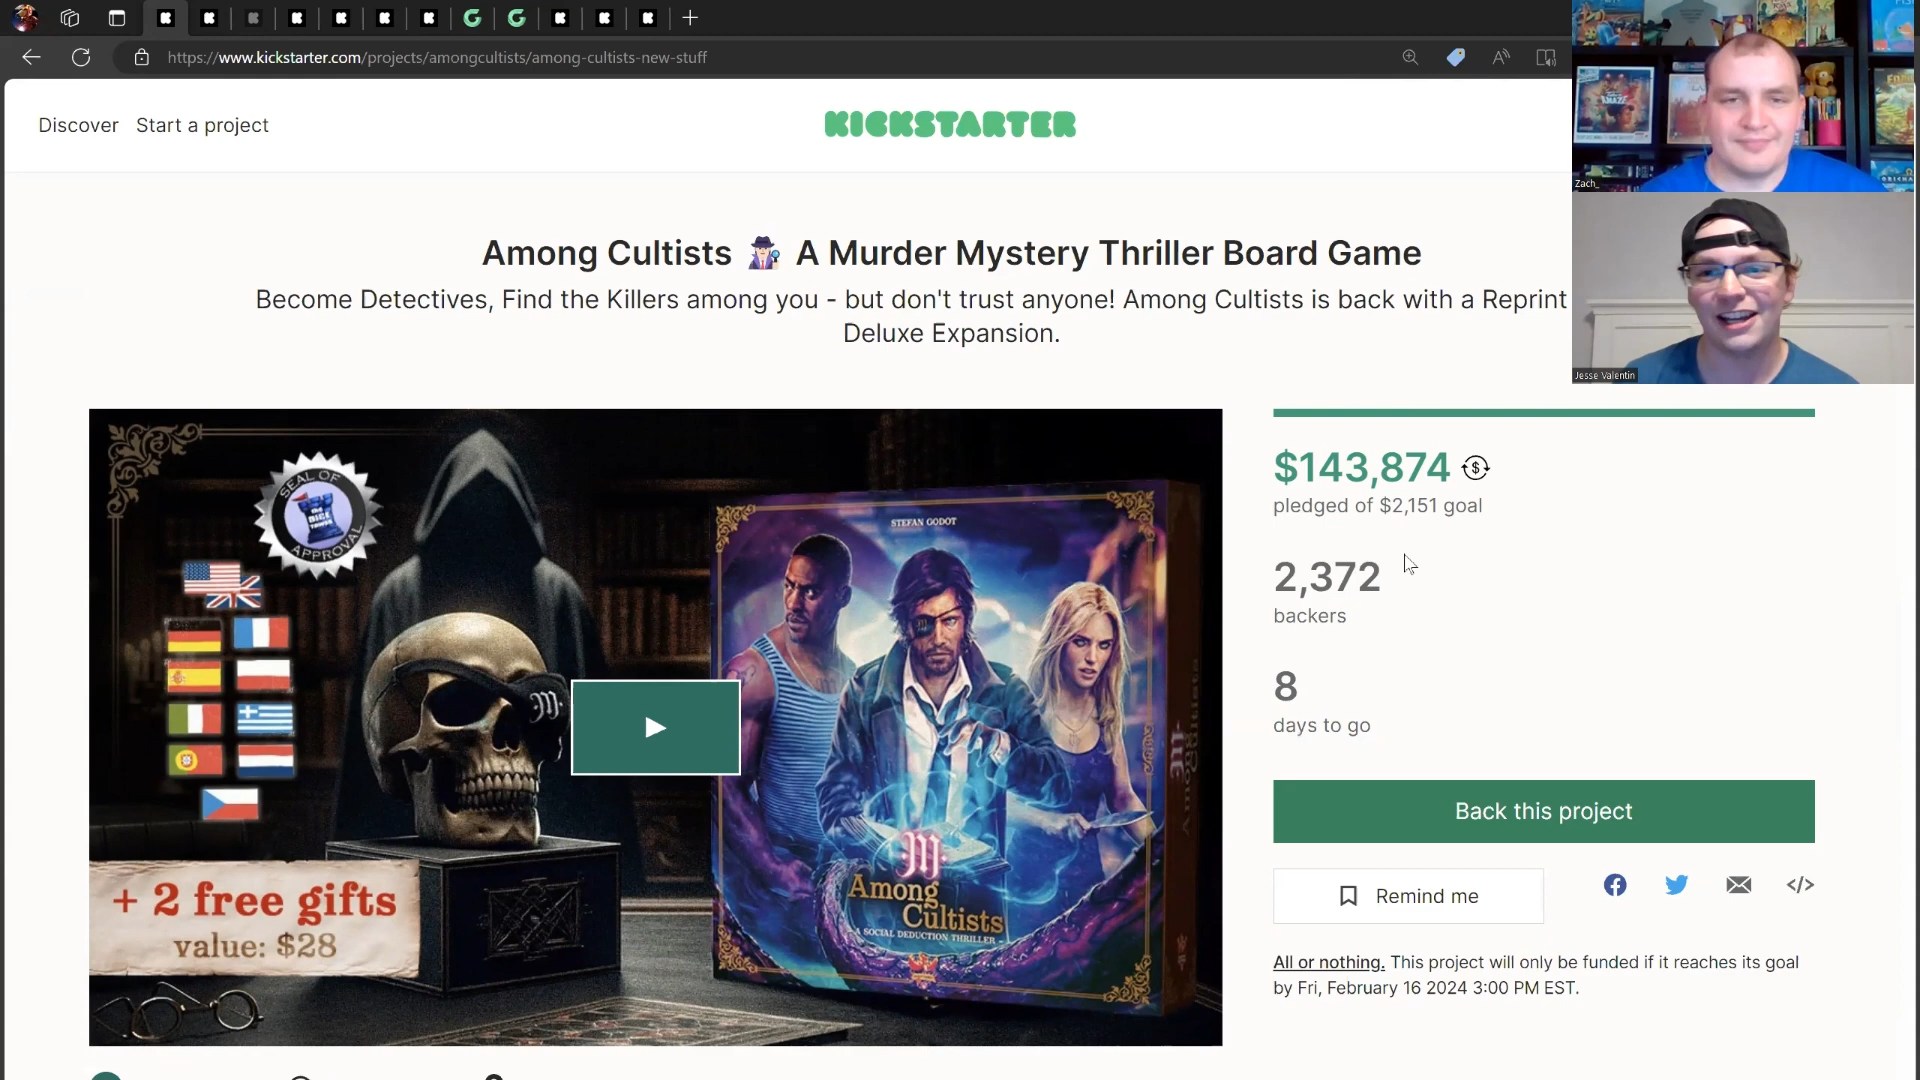 https://www.kickstarter.com/projects/amongcultists/among-cultists-new-stuff
Discover Start a project
KICKSTARTER
Zach_
Jesse Valentin
Among Cultists 🕵 A Murder Mystery Thriller Board Game
Become Detectives, Find the Killers among you - but don't trust anyone! Among Cultists is back with a Reprint
Deluxe Expansion.
SEAL OF
the
DICE
TOWER
APPROVAL
+ 2 free gifts
value: $28
STEFAN GODOT
Among
Cultists
A SOCIAL DEDUCTION THRILLER
Among Cultists
$143,874
pledged of $2,151 goal
2,372
backers
8
days to go
Back this project
Remind me
All or nothing. This project will only be funded if it reaches its goal
by Fri, February 16 2024 3:00 PM EST.